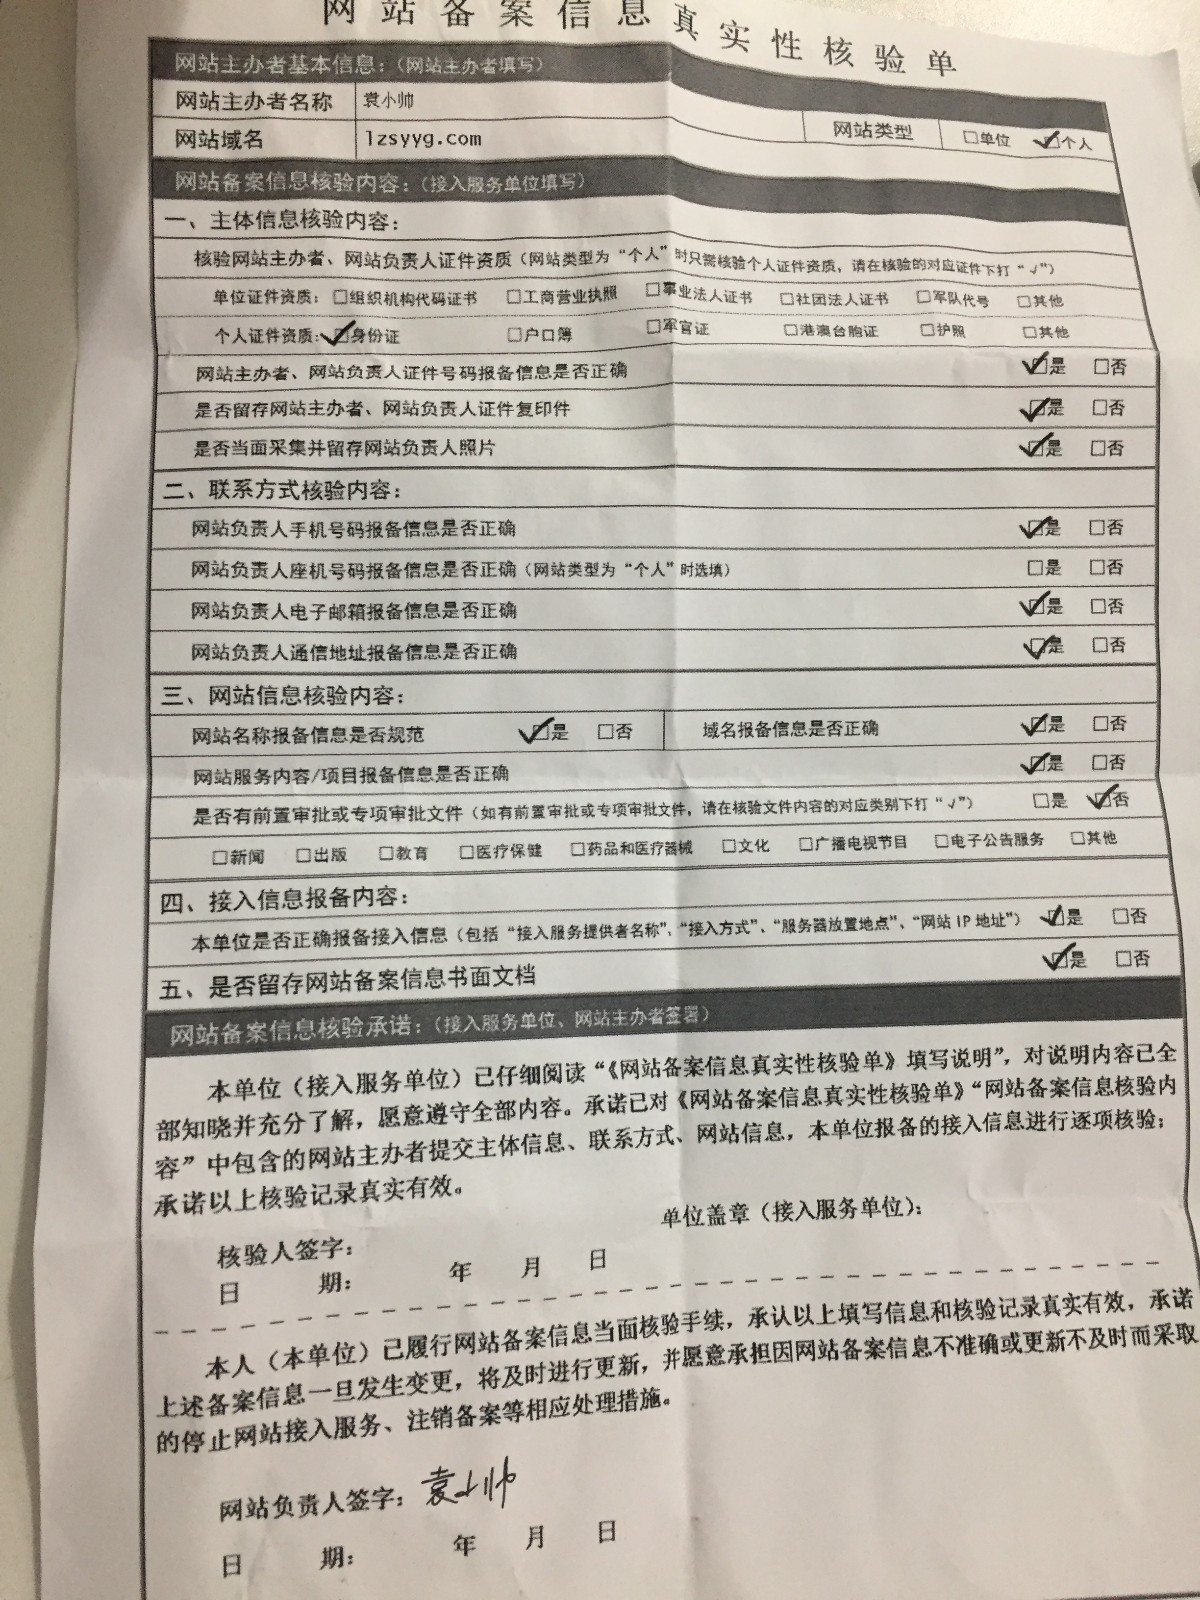 网站备案信息真实性核验单
网站主办者基本信息：（网站主办者填写）
网站主办者名称 袁小帅
网站域名 lzsyyg.com 网站类型 □单位 ☑个人
网站备案信息核验内容：（接入服务单位填写）
一、主体信息核验内容：
核验网站主办者、网站负责人证件资质（网站类型为“个人”时只需核验个人证件资质，请在核验的对应证件下打“√”）
单位证件资质：□组织机构代码证书 □工商营业执照 □事业法人证书 □社团法人证书 □军队代号 □其他
个人证件资质：☑身份证 □户口簿 □军官证 □港澳台胞证 □护照 □其他
网站主办者、网站负责人证件号码报备信息是否正确 ☑是 □否
是否留存网站主办者、网站负责人证件复印件 ☑是 □否
是否当面采集并留存网站负责人照片 ☑是 □否
二、联系方式核验内容：
网站负责人手机号码报备信息是否正确 ☑是 □否
网站负责人座机号码报备信息是否正确（网站类型为“个人”时选填） □是 □否
网站负责人电子邮箱报备信息是否正确 ☑是 □否
网站负责人通信地址报备信息是否正确 ☑是 □否
三、网站信息核验内容：
网站名称报备信息是否规范 ☑是 □否 域名报备信息是否正确 ☑是 □否
网站服务内容/项目报备信息是否正确 ☑是 □否
是否有前置审批或专项审批文件（如有前置审批或专项审批文件，请在核验文件内容的对应类别下打“√”） □是 ☑否
□新闻 □出版 □教育 □医疗保健 □药品和医疗器械 □文化 □广播电视节目 □电子公告服务 □其他
四、接入信息报备内容：
本单位是否正确报备接入信息（包括“接入服务提供者名称”、“接入方式”、“服务器放置地点”、“网站 IP 地址”） ☑是 □否
五、是否留存网站备案信息书面文档 ☑是 □否
网站备案信息核验承诺：（接入服务单位、网站主办者签署）
本单位（接入服务单位）已仔细阅读“《网站备案信息真实性核验单》填写说明”，对说明内容已全
部知晓并充分了解，愿意遵守全部内容。承诺已对《网站备案信息真实性核验单》“网站备案信息核验内
容”中包含的网站主办者提交主体信息、联系方式、网站信息，本单位报备的接入信息进行逐项核验；
承诺以上核验记录真实有效。
单位盖章（接入服务单位）：
核验人签字：
日 期： 年 月 日
本人（本单位）已履行网站备案信息当面核验手续，承认以上填写信息和核验记录真实有效，承诺
上述备案信息一旦发生变更，将及时进行更新，并愿意承担因网站备案信息不准确或更新不及时而采取
的停止网站接入服务、注销备案等相应处理措施。
网站负责人签字：袁小帅
日 期： 年 月 日